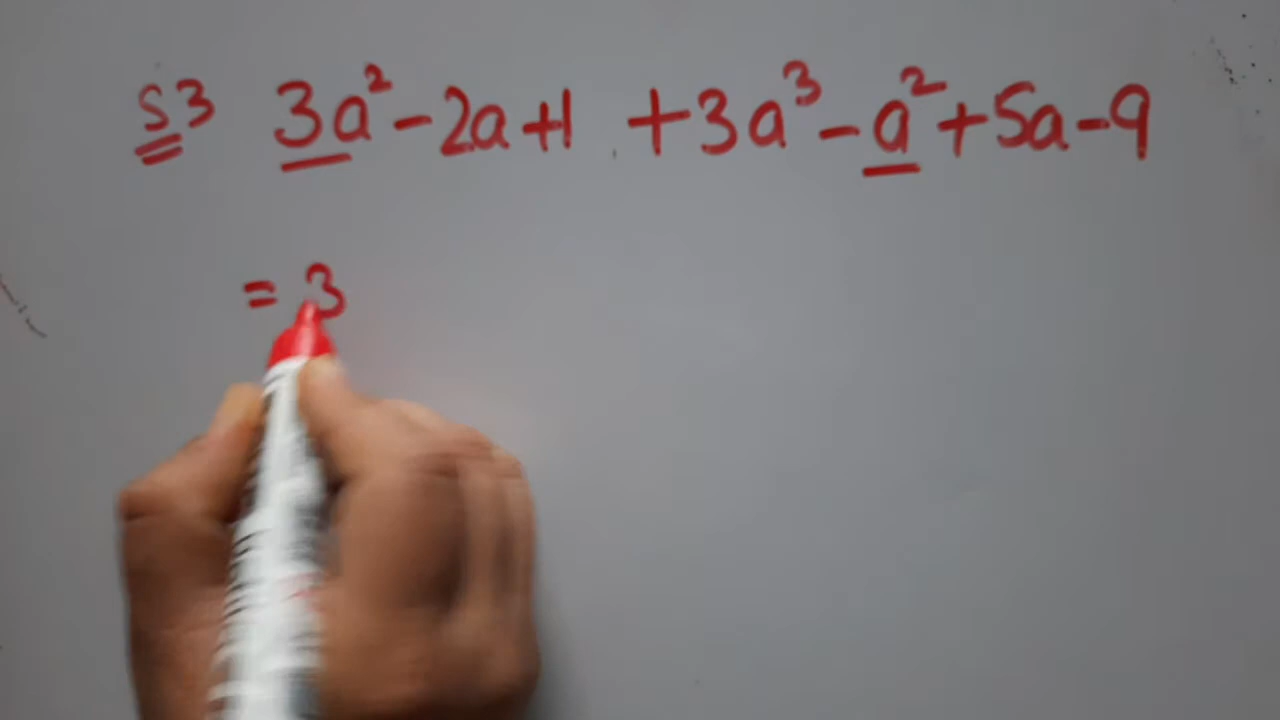 S3 3a² - 2a + 1 + 3a³ - a² + 5a - 9
= 3